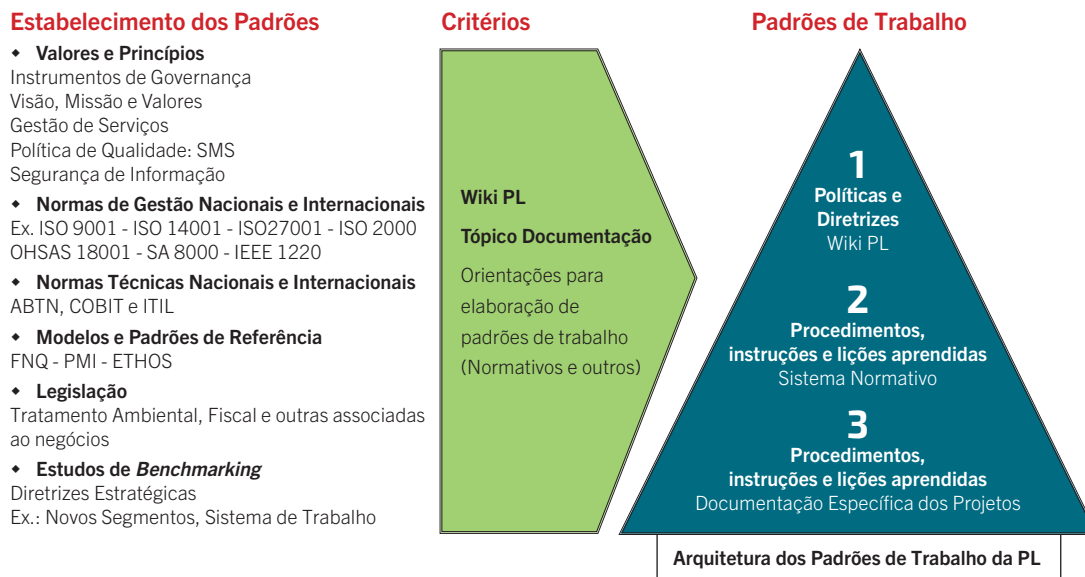 Estabelecimento dos Padrões
◆ Valores e Princípios
Instrumentos de Governança
Visão, Missão e Valores
Gestão de Serviços
Política de Qualidade: SMS
Segurança de Informação
◆ Normas de Gestão Nacionais e Internacionais
Ex. ISO 9001 - ISO 14001 - ISO27001 - ISO 2000
OHSAS 18001 - SA 8000 - IEEE 1220
◆ Normas Técnicas Nacionais e Internacionais
ABTN, COBIT e ITIL
◆ Modelos e Padrões de Referência
FNQ - PMI - ETHOS
◆ Legislação
Tratamento Ambiental, Fiscal e outras associadas
ao negócios
◆ Estudos de Benchmarking
Diretrizes Estratégicas
Ex.: Novos Segmentos, Sistema de Trabalho
Critérios
Wiki PL
Tópico Documentação
Orientações para
elaboração de
padrões de trabalho
(Normativos e outros)
Padrões de Trabalho
1
Políticas e
Diretrizes
Wiki PL
2
Procedimentos,
instruções e lições aprendidas
Sistema Normativo
3
Procedimentos,
instruções e lições aprendidas
Documentação Específica dos Projetos
Arquitetura dos Padrões de Trabalho da PL